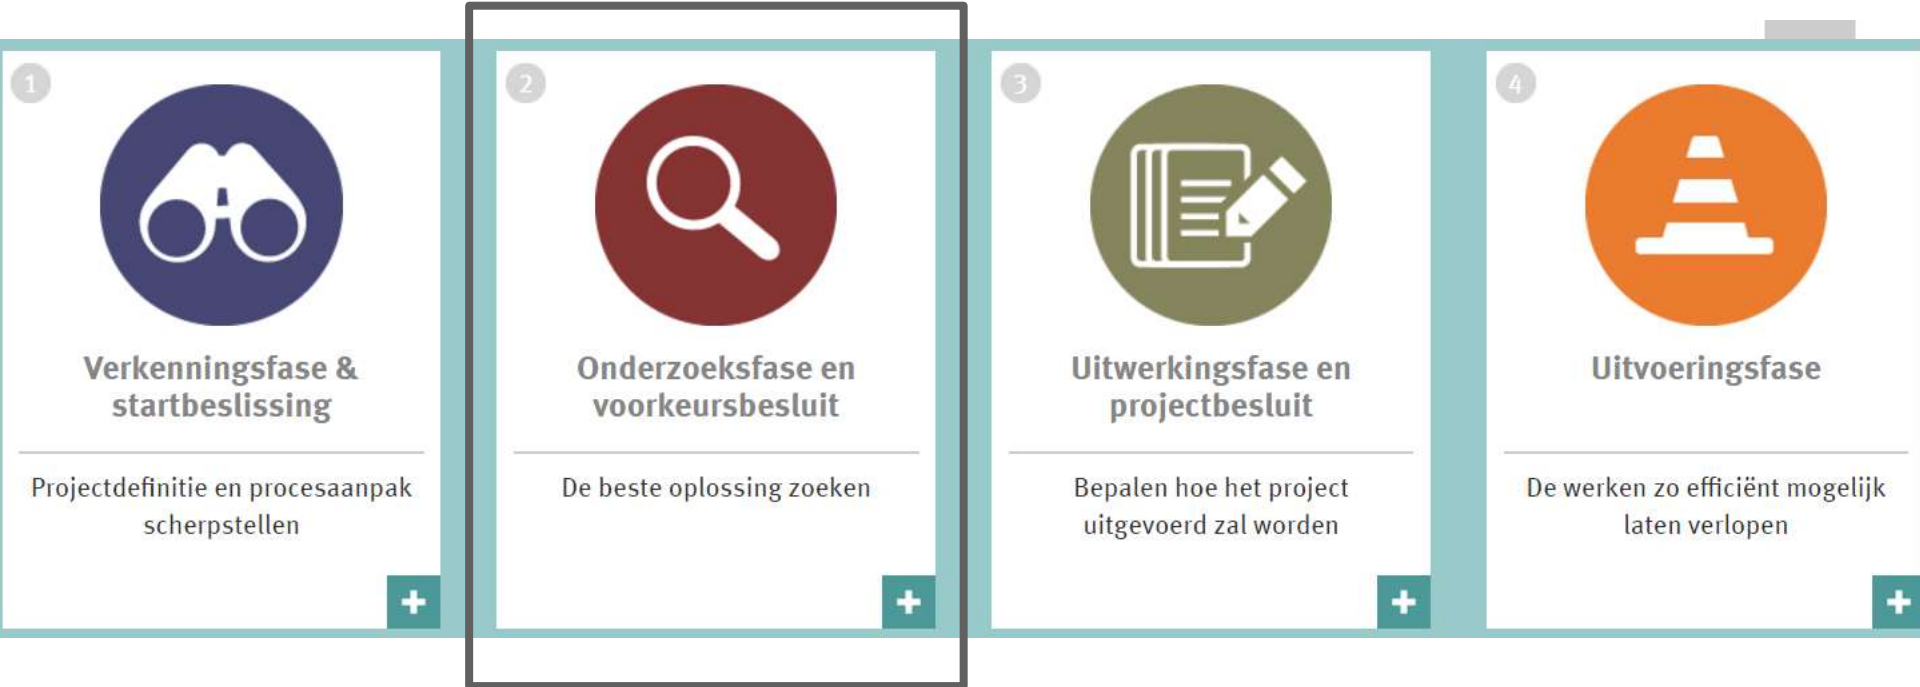 1
Verkenningsfase &
startbeslissing
Projectdefinitie en procesaanpak
scherpstellen
2
Onderzoeksfase en
voorkeursbesluit
De beste oplossing zoeken
3
Uitwerkingsfase en
projectbesluit
Bepalen hoe het project
uitgevoerd zal worden
4
Uitvoeringsfase
De werken zo efficiënt mogelijk
laten verlopen